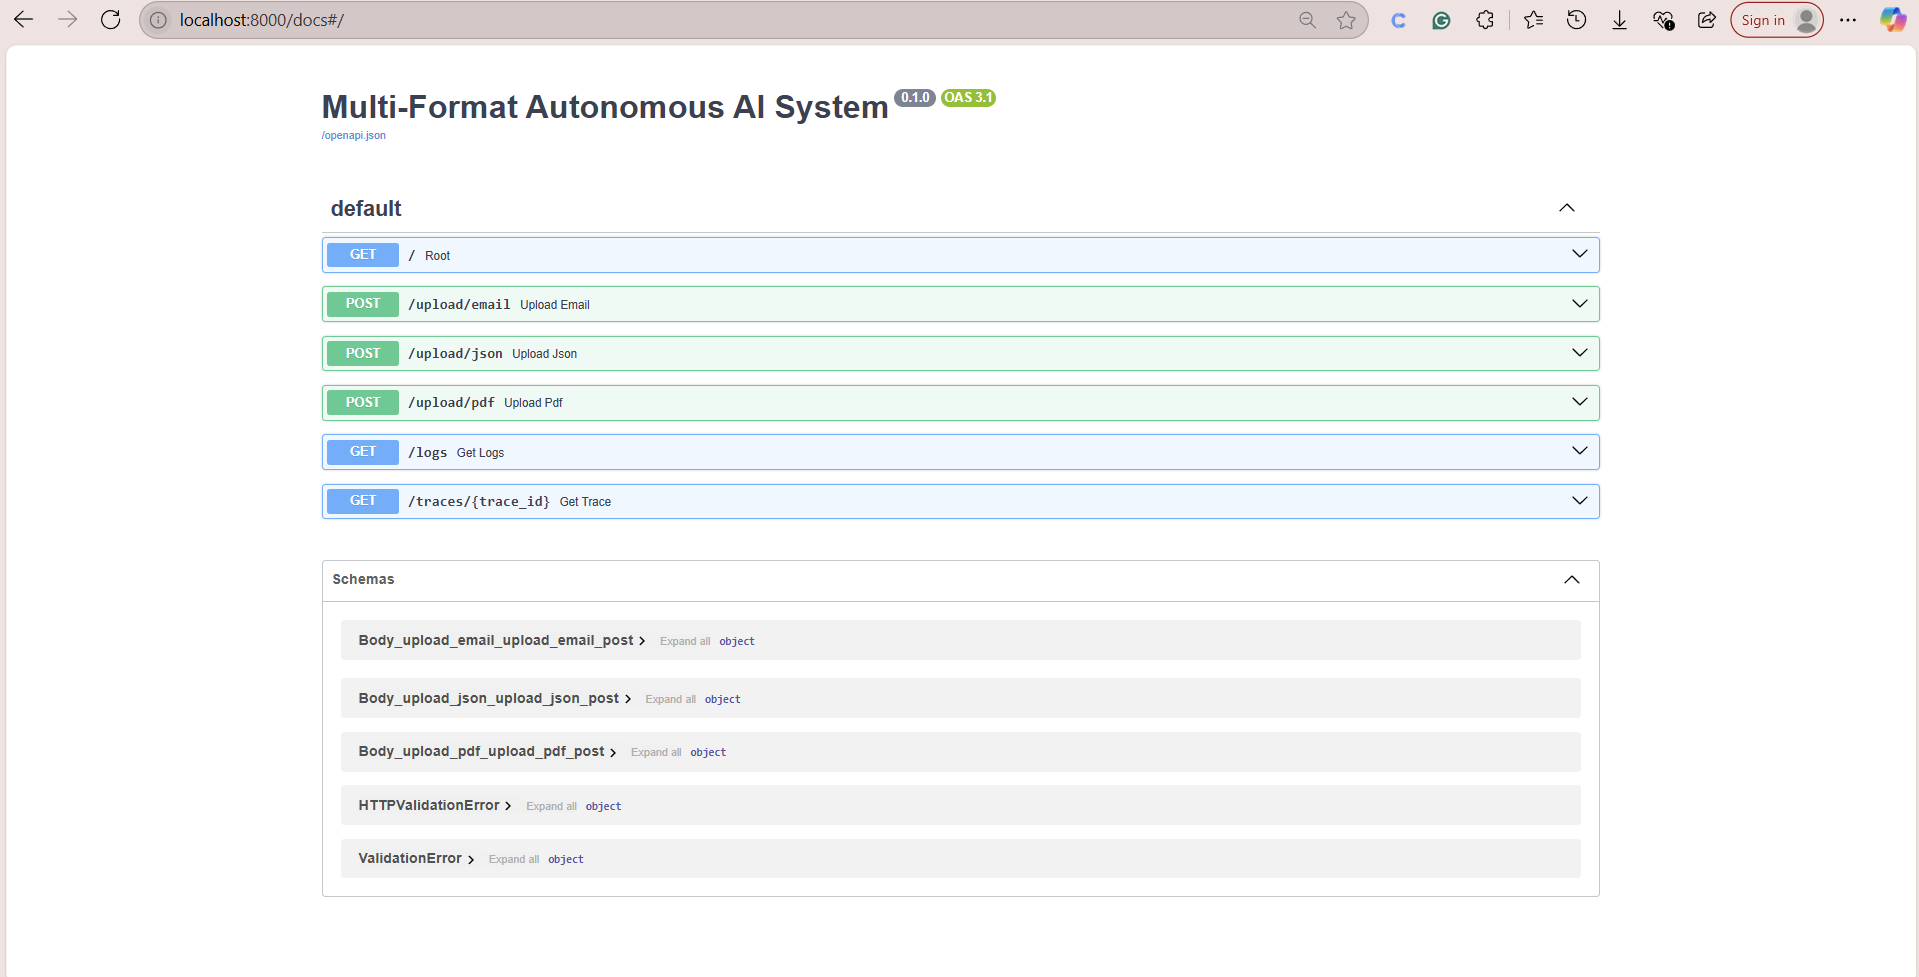 localhost:8000/docs#/
Sign in
Multi-Format Autonomous AI System 0.1.0 OAS 3.1
/openapi.json
default
GET / Root
POST /upload/email Upload Email
POST /upload/json Upload Json
POST /upload/pdf Upload Pdf
GET /logs Get Logs
GET /traces/{trace_id} Get Trace
Schemas
Body_upload_email_upload_email_post Expand all object
Body_upload_json_upload_json_post Expand all object
Body_upload_pdf_upload_pdf_post Expand all object
HTTPValidationError Expand all object
ValidationError Expand all object